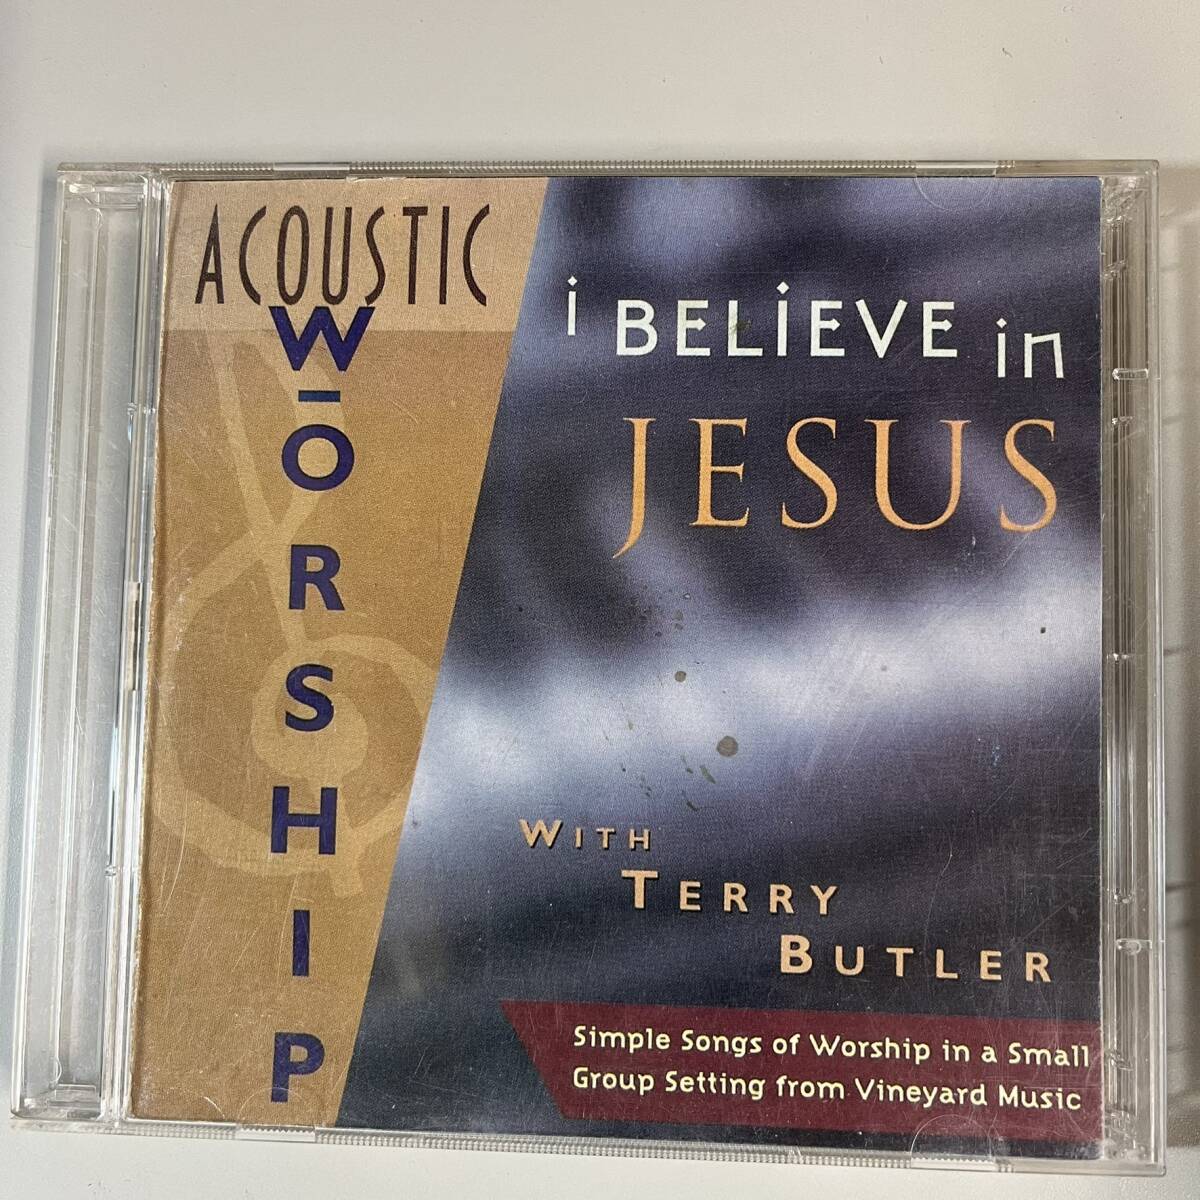 ACOUSTIC
WORSHIP
i BELiEVE in
JESUS
WITH
TERRY
BUTLER
Simple Songs of Worship in a Small
Group Setting from Vineyard Music